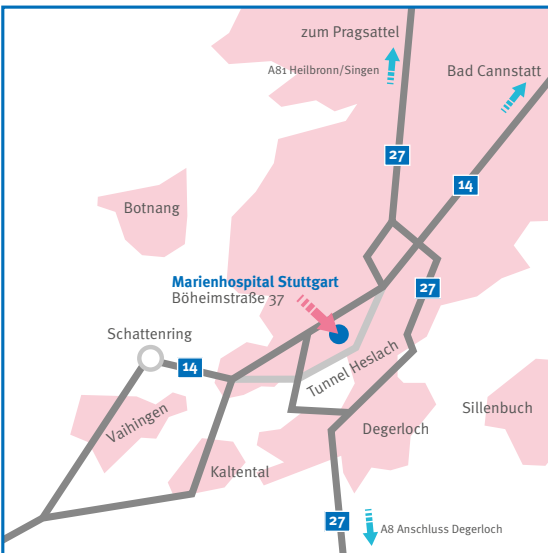 zum Pragsattel
A81 Heilbronn/Singen
Bad Cannstatt
27
14
Botnang
Marienhospital Stuttgart
Böheimstraße 37
27
Schattenring
14
Tunnel Heslach
Vaihingen
Sillenbuch
Degerloch
Kaltental
27
A8 Anschluss Degerloch